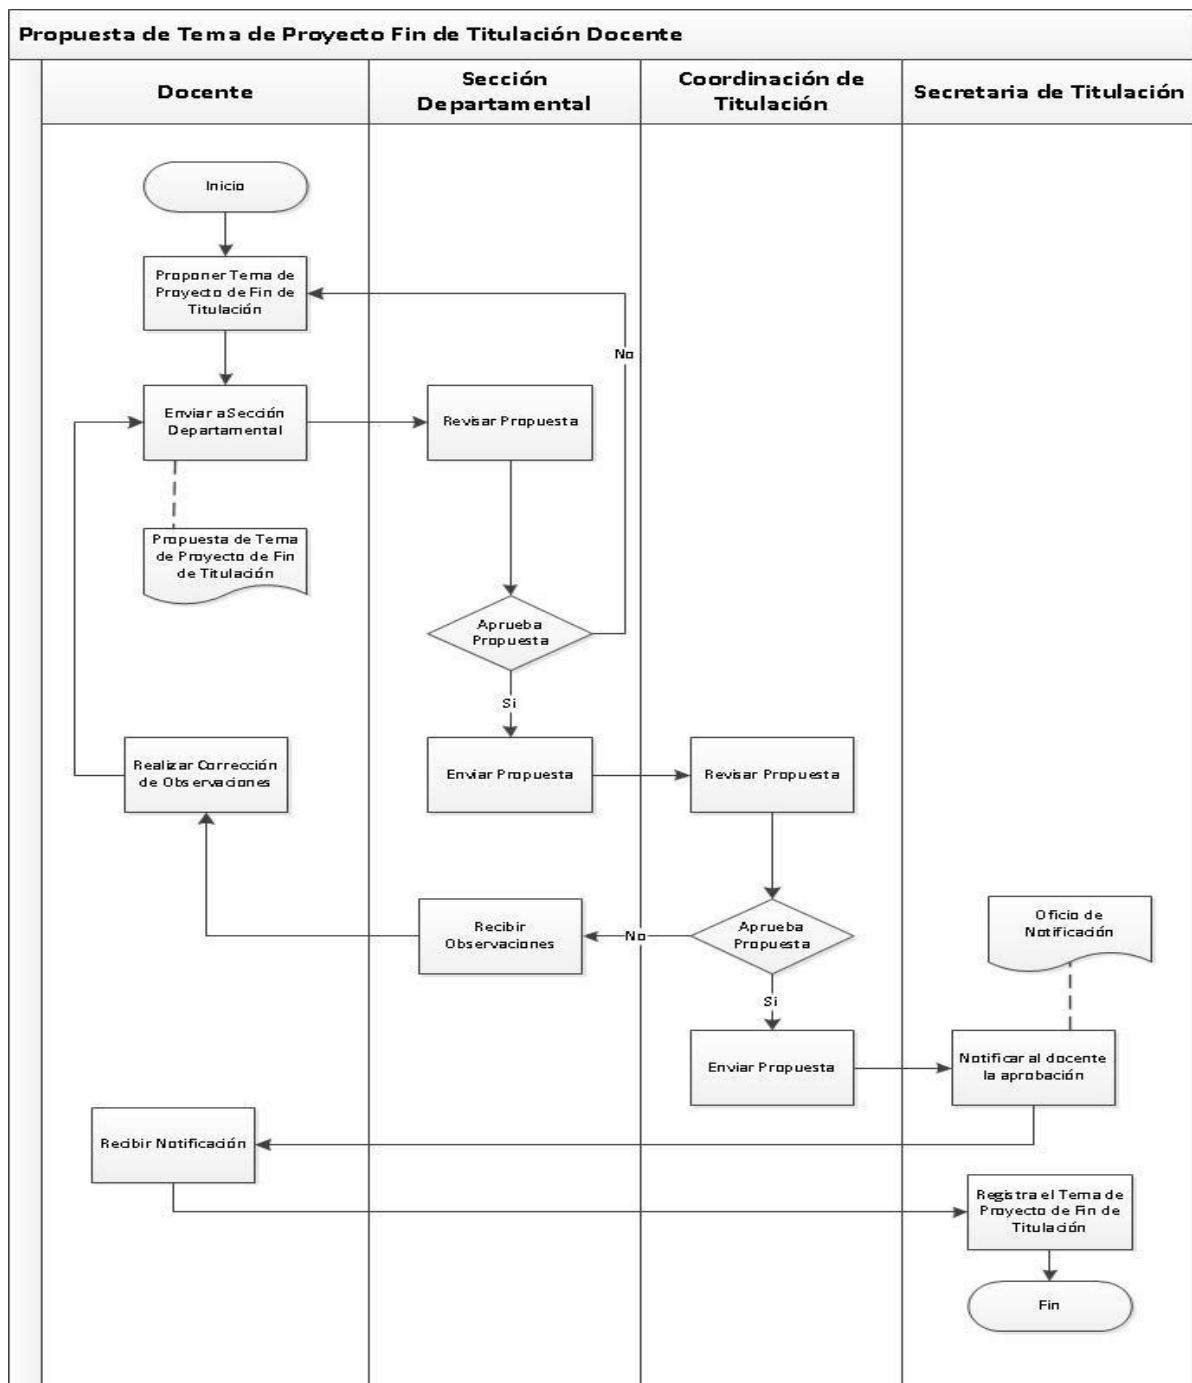 Propuesta de Tema de Proyecto Fin de Titulación Docente
Docente
Sección
Departamental
Coordinación de
Titulación
Secretaria de Titulación
Inicio
Proponer Tema de
Proyecto de Fin de
Titulación
No
Enviar a Sección
Departamental
Revisar Propuesta
Propuesta de Tema
de Proyecto de Fin
de Titulación
Aprueba
Propuesta
Si
Realizar Corrección
de Observaciones
Enviar Propuesta
Revisar Propuesta
Recibir
Observaciones
No
Aprueba
Propuesta
Oficio de
Notificación
Si
Enviar Propuesta
Notificar al docente
la aprobación
Recibir Notificación
Registra el Tema de
Proyecto de Fin de
Titulación
Fin